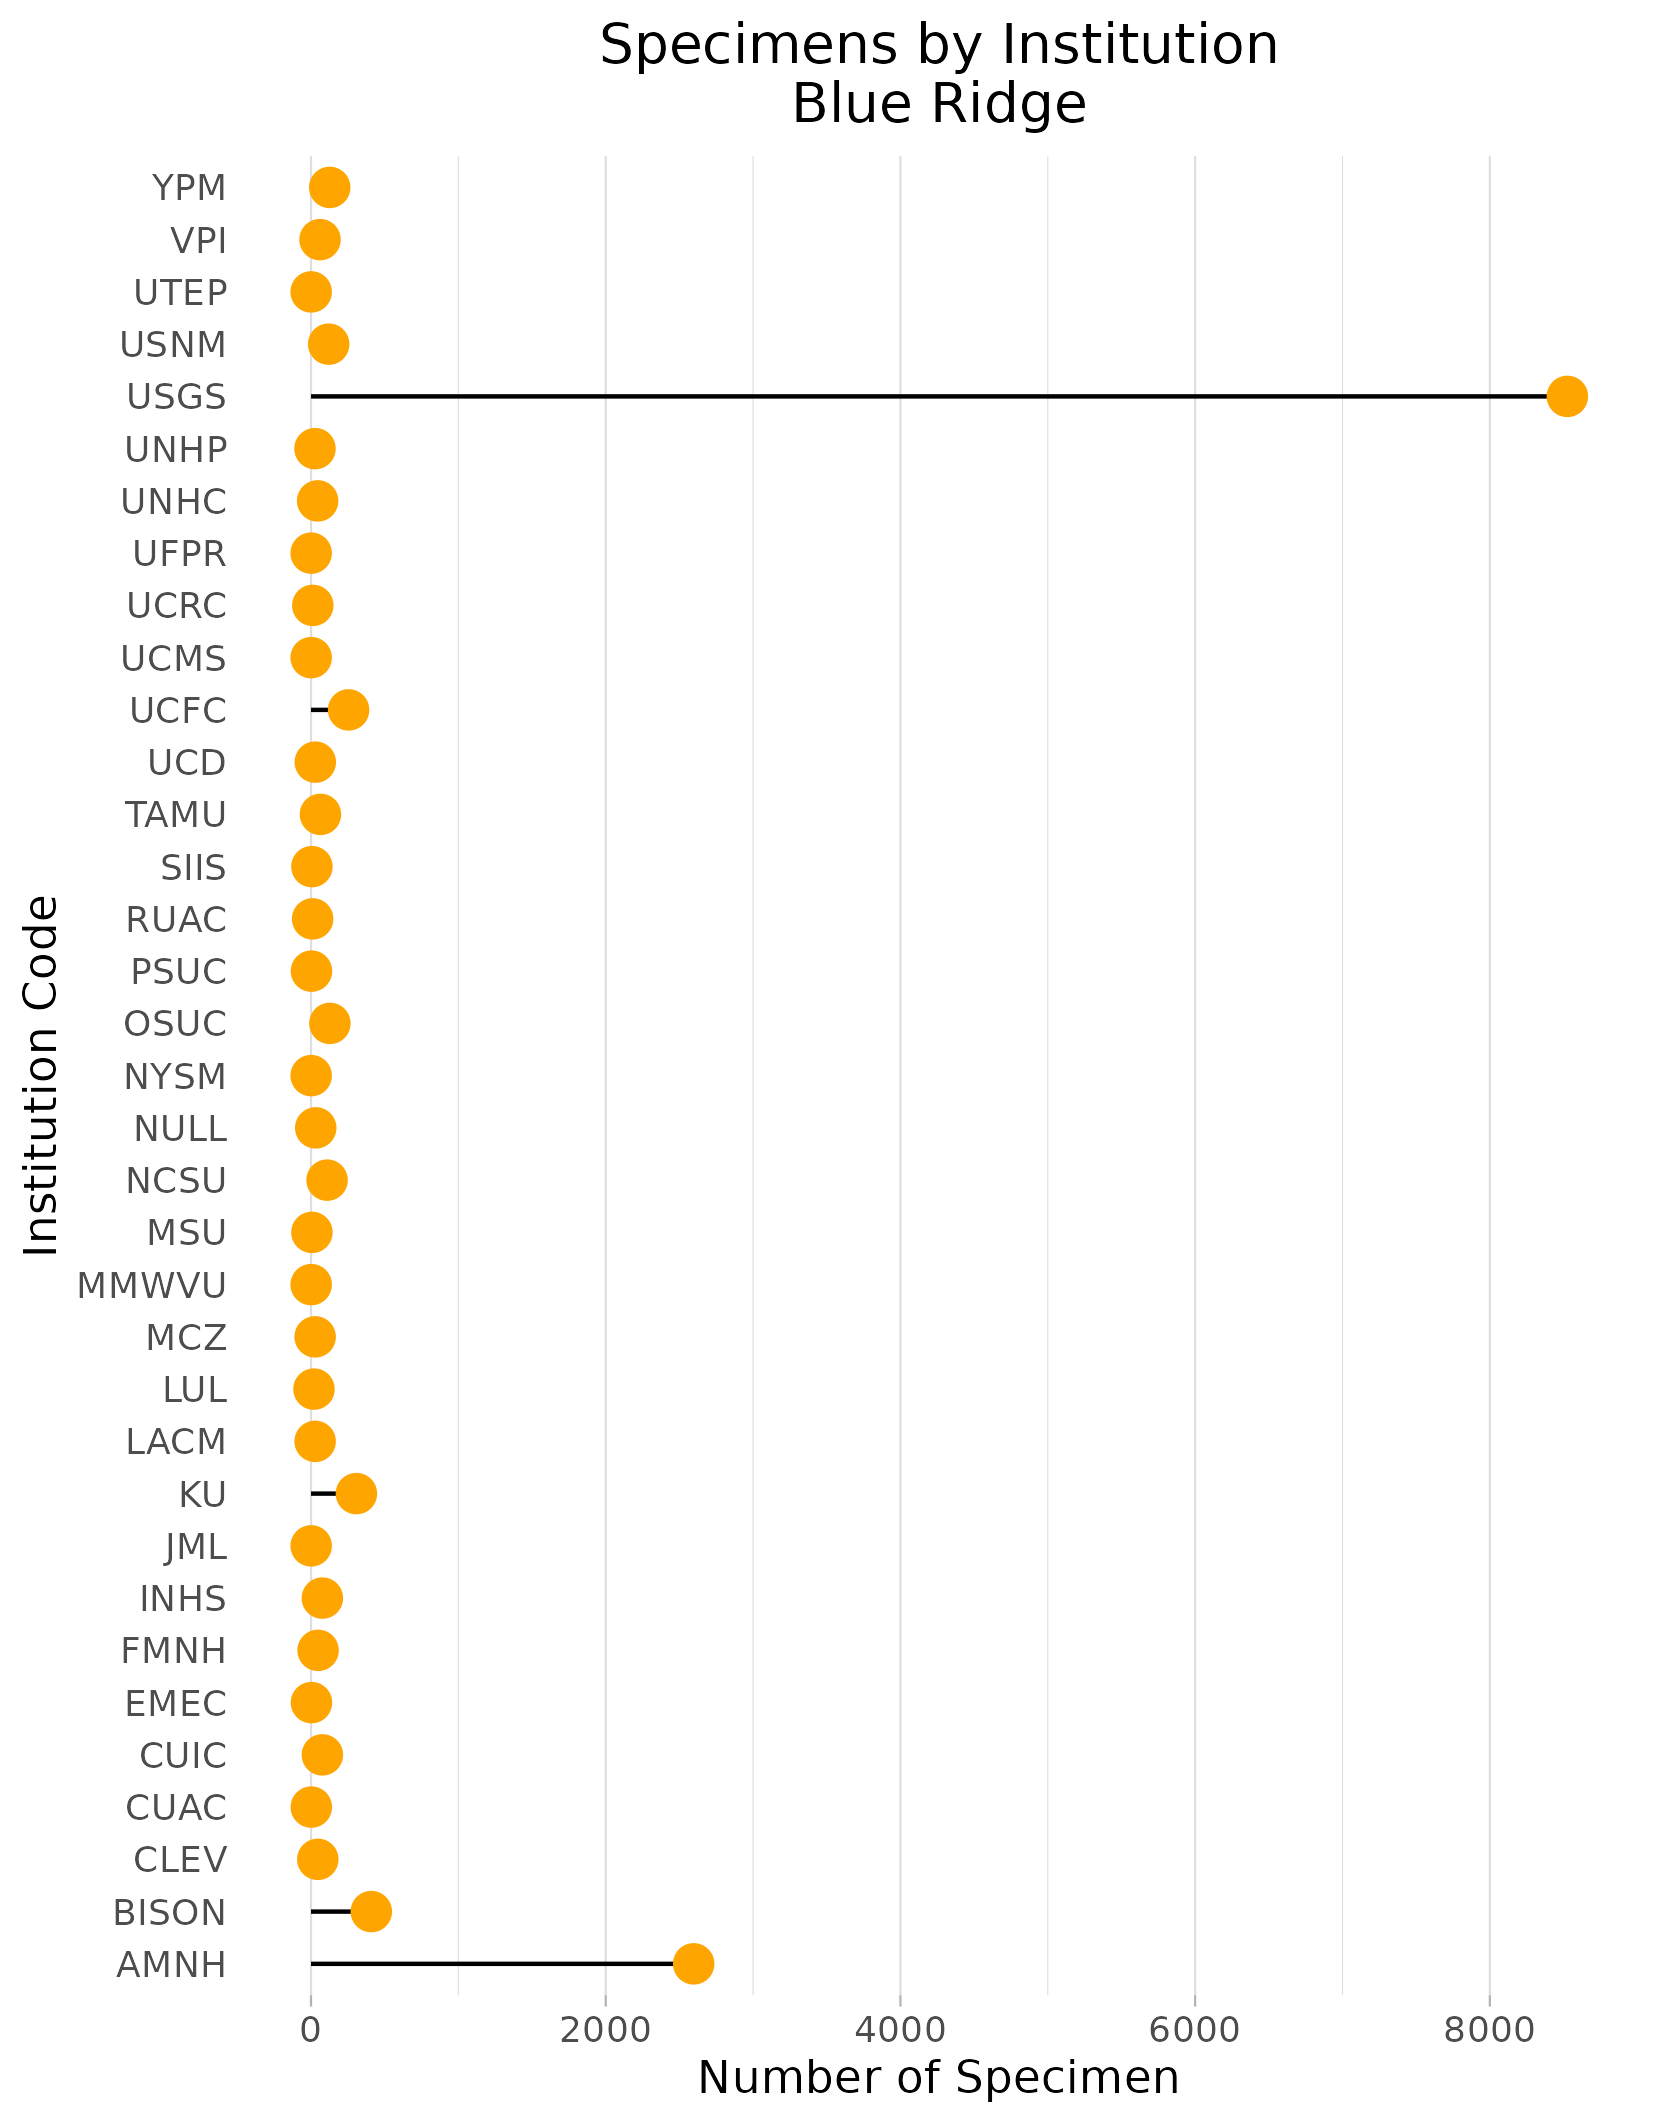 Specimens by Institution
Blue Ridge
YPM
VPI
UTEP
USNM
USGS
UNHP
UNHC
UFPR
UCRC
UCMS
UCFC
UCD
TAMU
SIIS
RUAC
PSUC
OSUC
NYSM
NULL
NCSU
MSU
MMWVU
MCZ
LUL
LACM
KU
JML
INHS
FMNH
EMEC
CUIC
CUAC
CLEV
BISON
AMNH
Institution Code
0 2000 4000 6000 8000
Number of Specimen